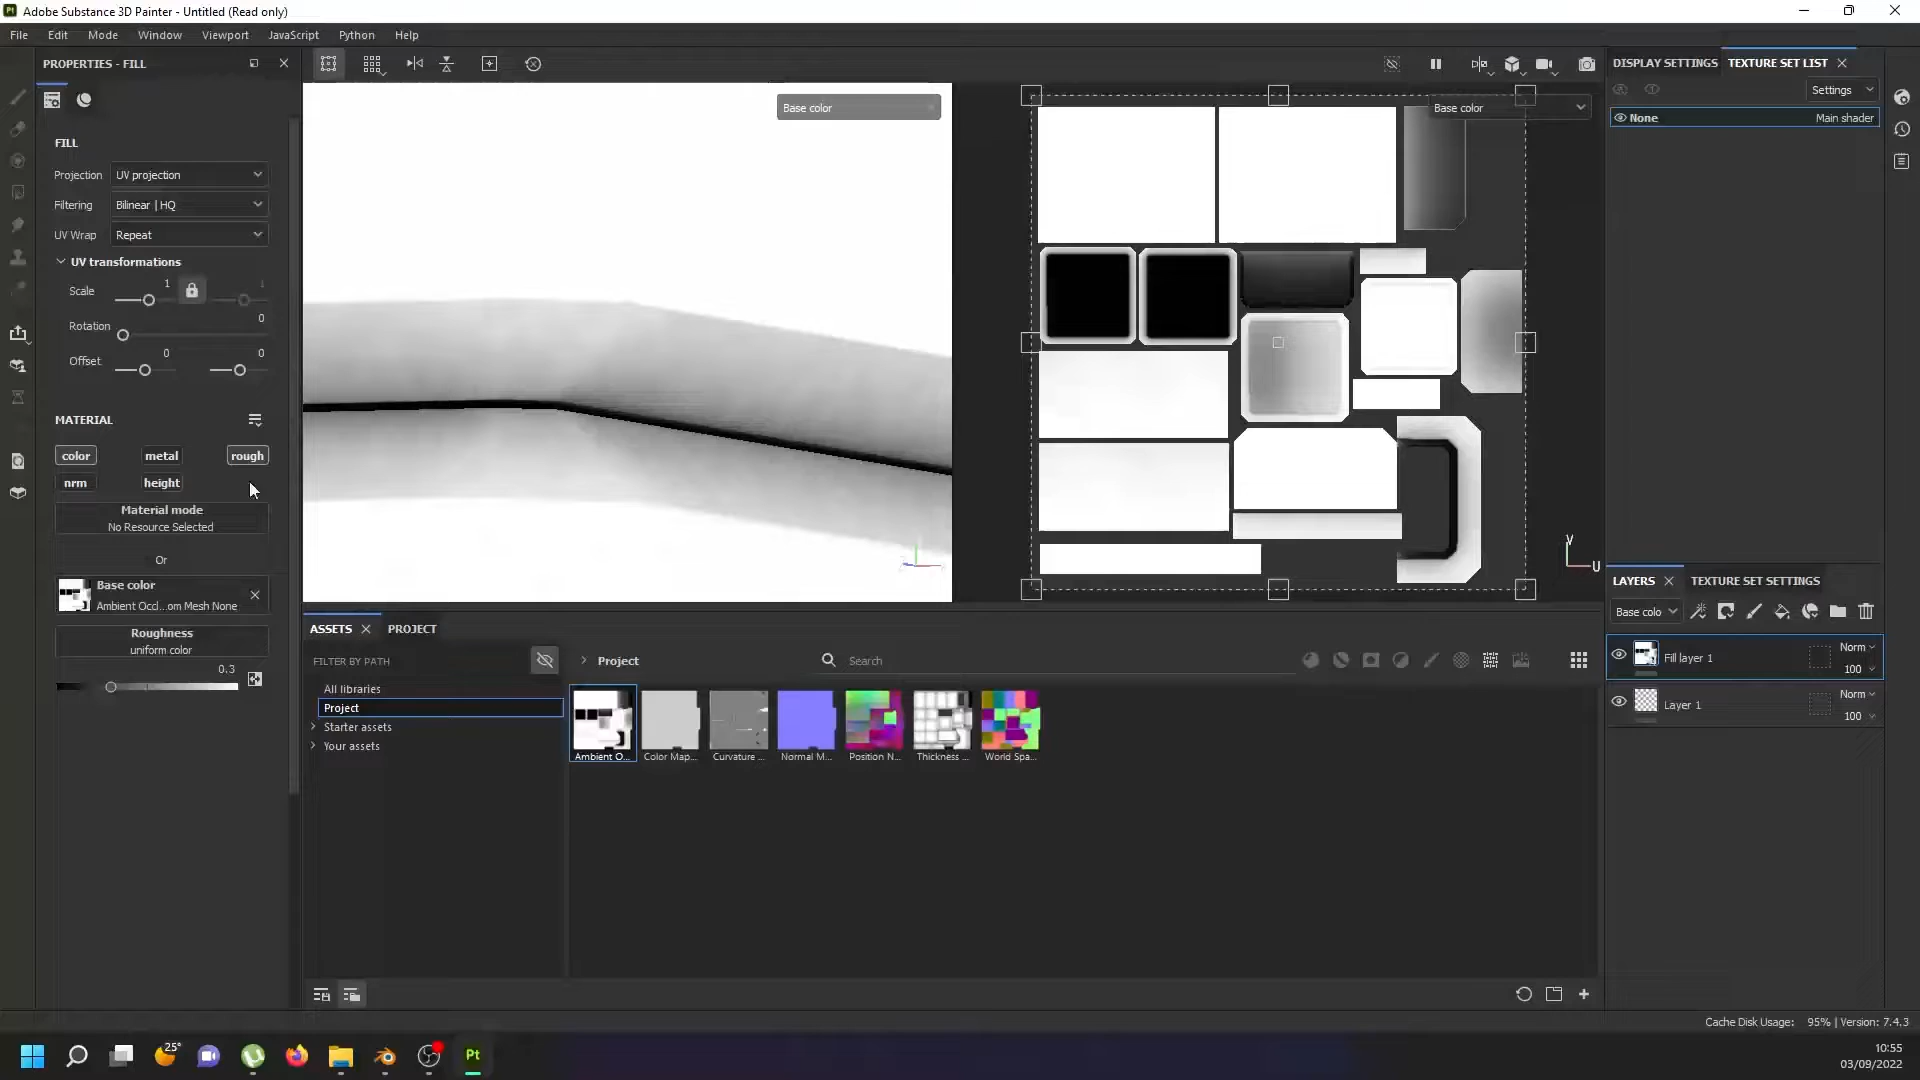 Adobe Substance 3D Painter - Untitled (Read only)
File Edit Mode Window Viewport JavaScript Python Help
PROPERTIES - FILL
FILL
Projection UV projection
Filtering Bilinear | HQ
UV Wrap Repeat
UV transformations
Scale 1 1
Rotation 0
Offset 0 0
MATERIAL
color metal rough
nrm height
Material mode
No Resource Selected
Or
Base color
Ambient Occl...om Mesh None
Roughness
uniform color
0.3
Base color
Base color
V
U
ASSETS PROJECT
FILTER BY PATH
Project
Search
All libraries
Project
Starter assets
Your assets
Ambient O... Color Map... Curvature ... Normal M... Position N... Thickness ... World Spa...
DISPLAY SETTINGS TEXTURE SET LIST
Settings
None Main shader
LAYERS TEXTURE SET SETTINGS
Base colo
Fill layer 1 Norm
100
Layer 1 Norm
100
Cache Disk Usage: 95% | Version: 7.4.3
25°
Pt
10:55
03/09/2022